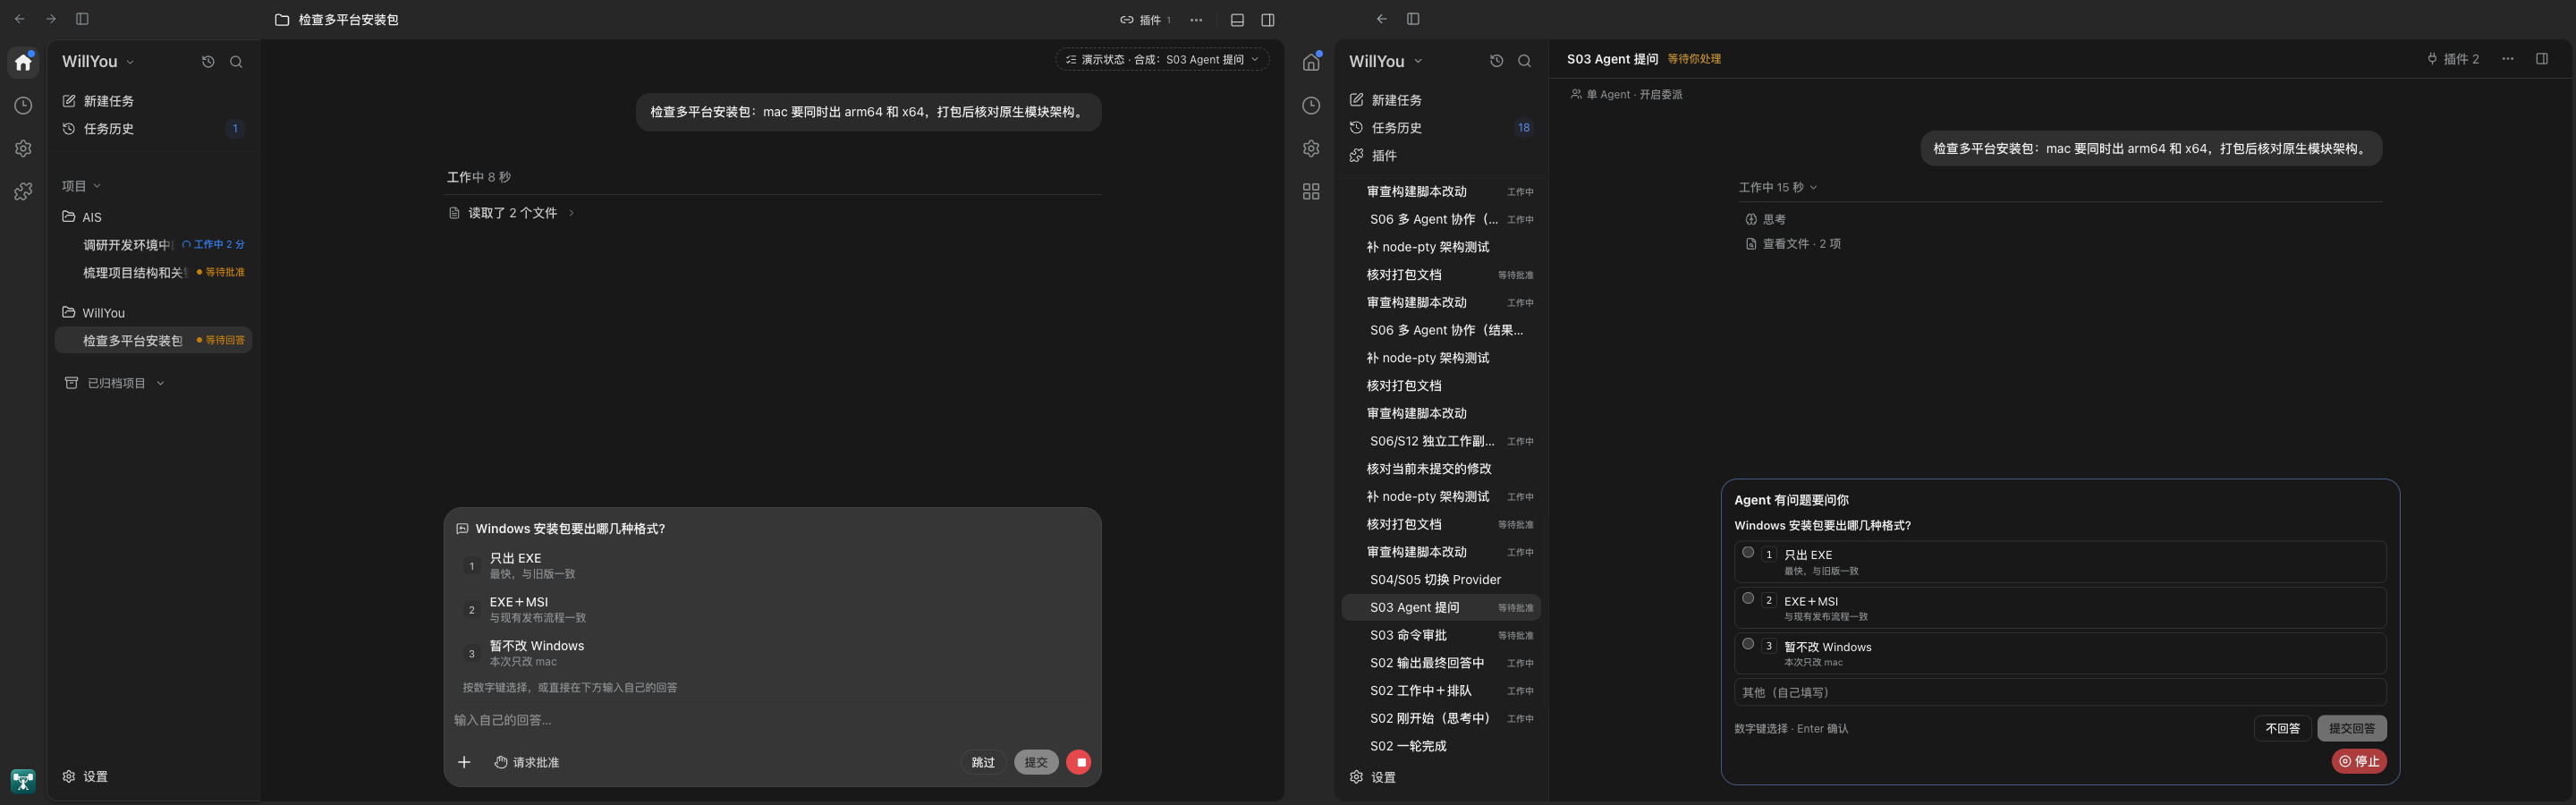 检查多平台安装包
插件 1
WillYou
新建任务
任务历史 1
项目
AIS
调研开发环境中 工作中 2 分
梳理项目结构和关 等待批准
WillYou
检查多平台安装包 等待回答
已归档项目
设置
演示状态 · 合成：S03 Agent 提问
检查多平台安装包：mac 要同时出 arm64 和 x64，打包后核对原生模块架构。
工作中 8 秒
读取了 2 个文件
Windows 安装包要出哪几种格式？
1 只出 EXE
最快，与旧版一致
2 EXE＋MSI
与现有发布流程一致
3 暂不改 Windows
本次只改 mac
按数字键选择，或直接在下方输入自己的回答
输入自己的回答...
请求批准
跳过
提交
WillYou
新建任务
任务历史 18
插件
审查构建脚本改动 工作中
S06 多 Agent 协作（... 工作中
补 node-pty 架构测试
核对打包文档 等待批准
审查构建脚本改动 工作中
S06 多 Agent 协作（结果...
补 node-pty 架构测试
核对打包文档
审查构建脚本改动
S06/S12 独立工作副... 工作中
核对当前未提交的修改
补 node-pty 架构测试 工作中
核对打包文档 等待批准
审查构建脚本改动 工作中
S04/S05 切换 Provider
S03 Agent 提问 等待批准
S03 命令审批 等待批准
S02 输出最终回答中 工作中
S02 工作中＋排队 工作中
S02 刚开始（思考中） 工作中
S02 一轮完成
设置
S03 Agent 提问 等待你处理
插件 2
单 Agent · 开启委派
检查多平台安装包：mac 要同时出 arm64 和 x64，打包后核对原生模块架构。
工作中 15 秒
思考
查看文件 · 2 项
Agent 有问题要问你
Windows 安装包要出哪几种格式？
1 只出 EXE
最快，与旧版一致
2 EXE＋MSI
与现有发布流程一致
3 暂不改 Windows
本次只改 mac
其他（自己填写）
数字键选择 · Enter 确认
不回答
提交回答
停止